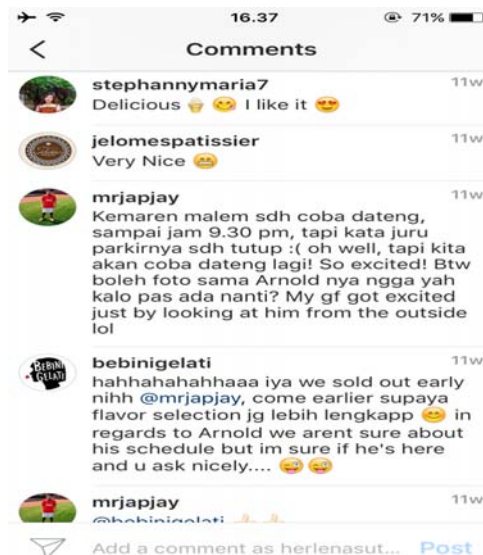 16.37
71%
Comments
stephannymaria7 11w
Delicious 🍦 😋 I like it 😍
jelomespatissier 11w
Very Nice 😁
mrjapjay 11w
Kemaren malem sdh coba dateng,
sampai jam 9.30 pm, tapi kata juru
parkirnya sdh tutup :( oh well, tapi kita
akan coba dateng lagi! So excited! Btw
boleh foto sama Arnold nya ngga yah
kalo pas ada nanti? My gf got excited
just by looking at him from the outside
lol
BEBINI
GELATI
bebinigelati 11w
hahhahahahhaaa iya we sold out early
nihh @mrjapjay, come earlier supaya
flavor selection jg lebih lengkapp 😊 in
regards to Arnold we arent sure about
his schedule but im sure if he's here
and u ask nicely.... 😜 😜
mrjapjay 11w
@bebinigelati 👍🏻 👍🏻
Add a comment as herlenasut... Post